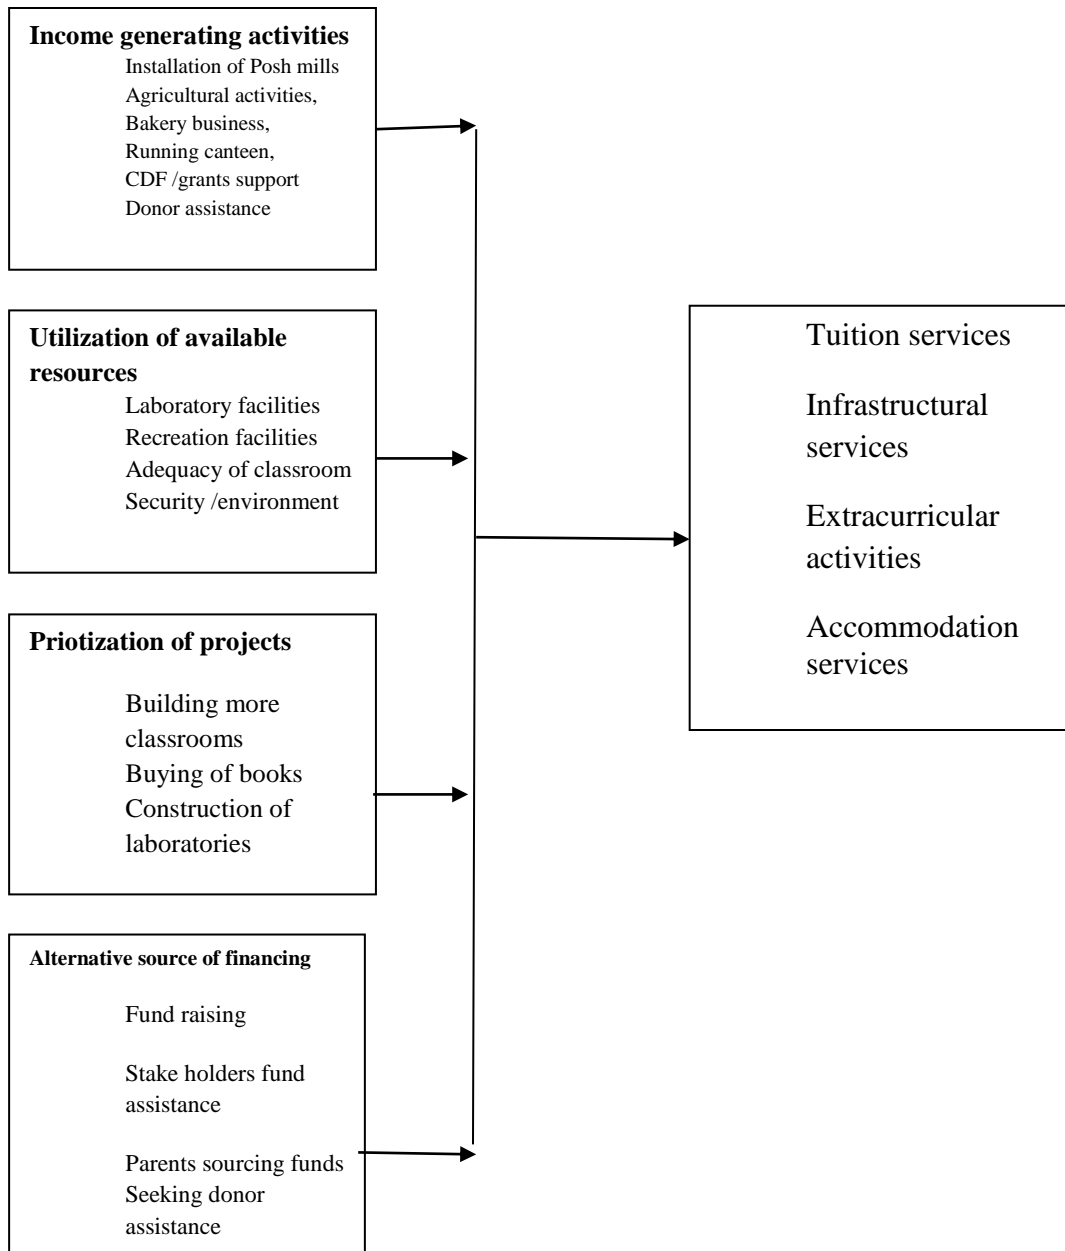 Income generating activities
Installation of Posh mills
Agricultural activities,
Bakery business,
Running canteen,
CDF /grants support
Donor assistance
Utilization of available
resources
Laboratory facilities
Recreation facilities
Adequacy of classroom
Security /environment
Priotization of projects
Building more
classrooms
Buying of books
Construction of
laboratories
Alternative source of financing
Fund raising
Stake holders fund
assistance
Parents sourcing funds
Seeking donor
assistance
Tuition services
Infrastructural
services
Extracurricular
activities
Accommodation
services